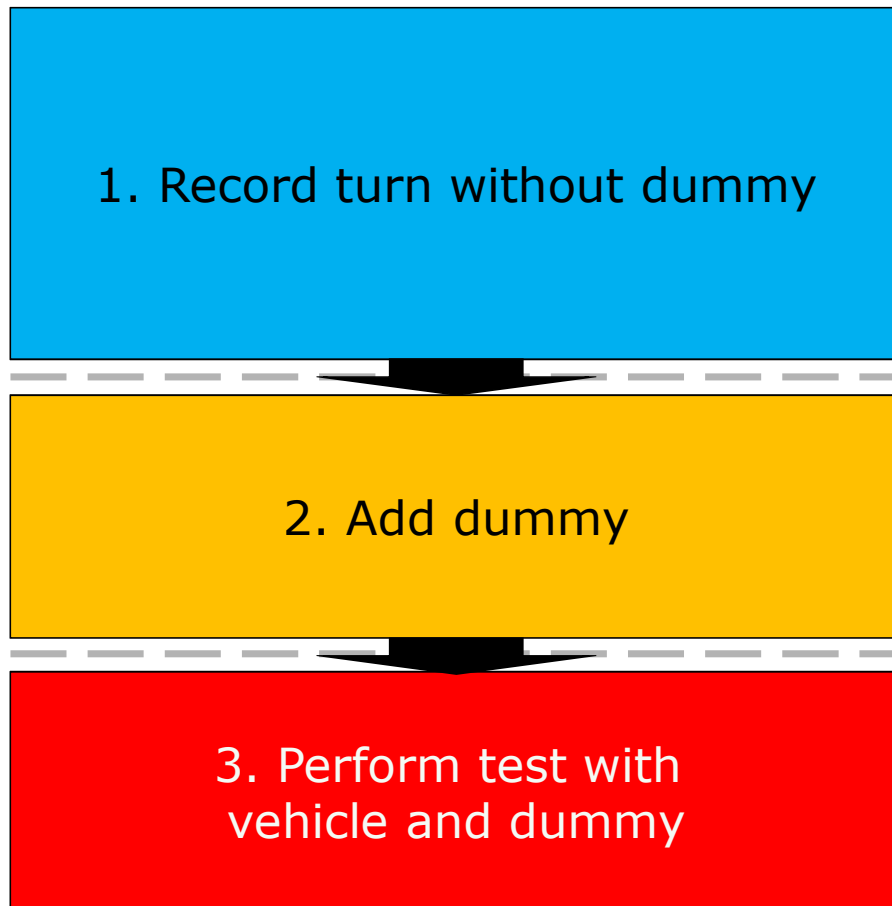 1. Record turn without dummy
2. Add dummy
3. Perform test with
vehicle and dummy